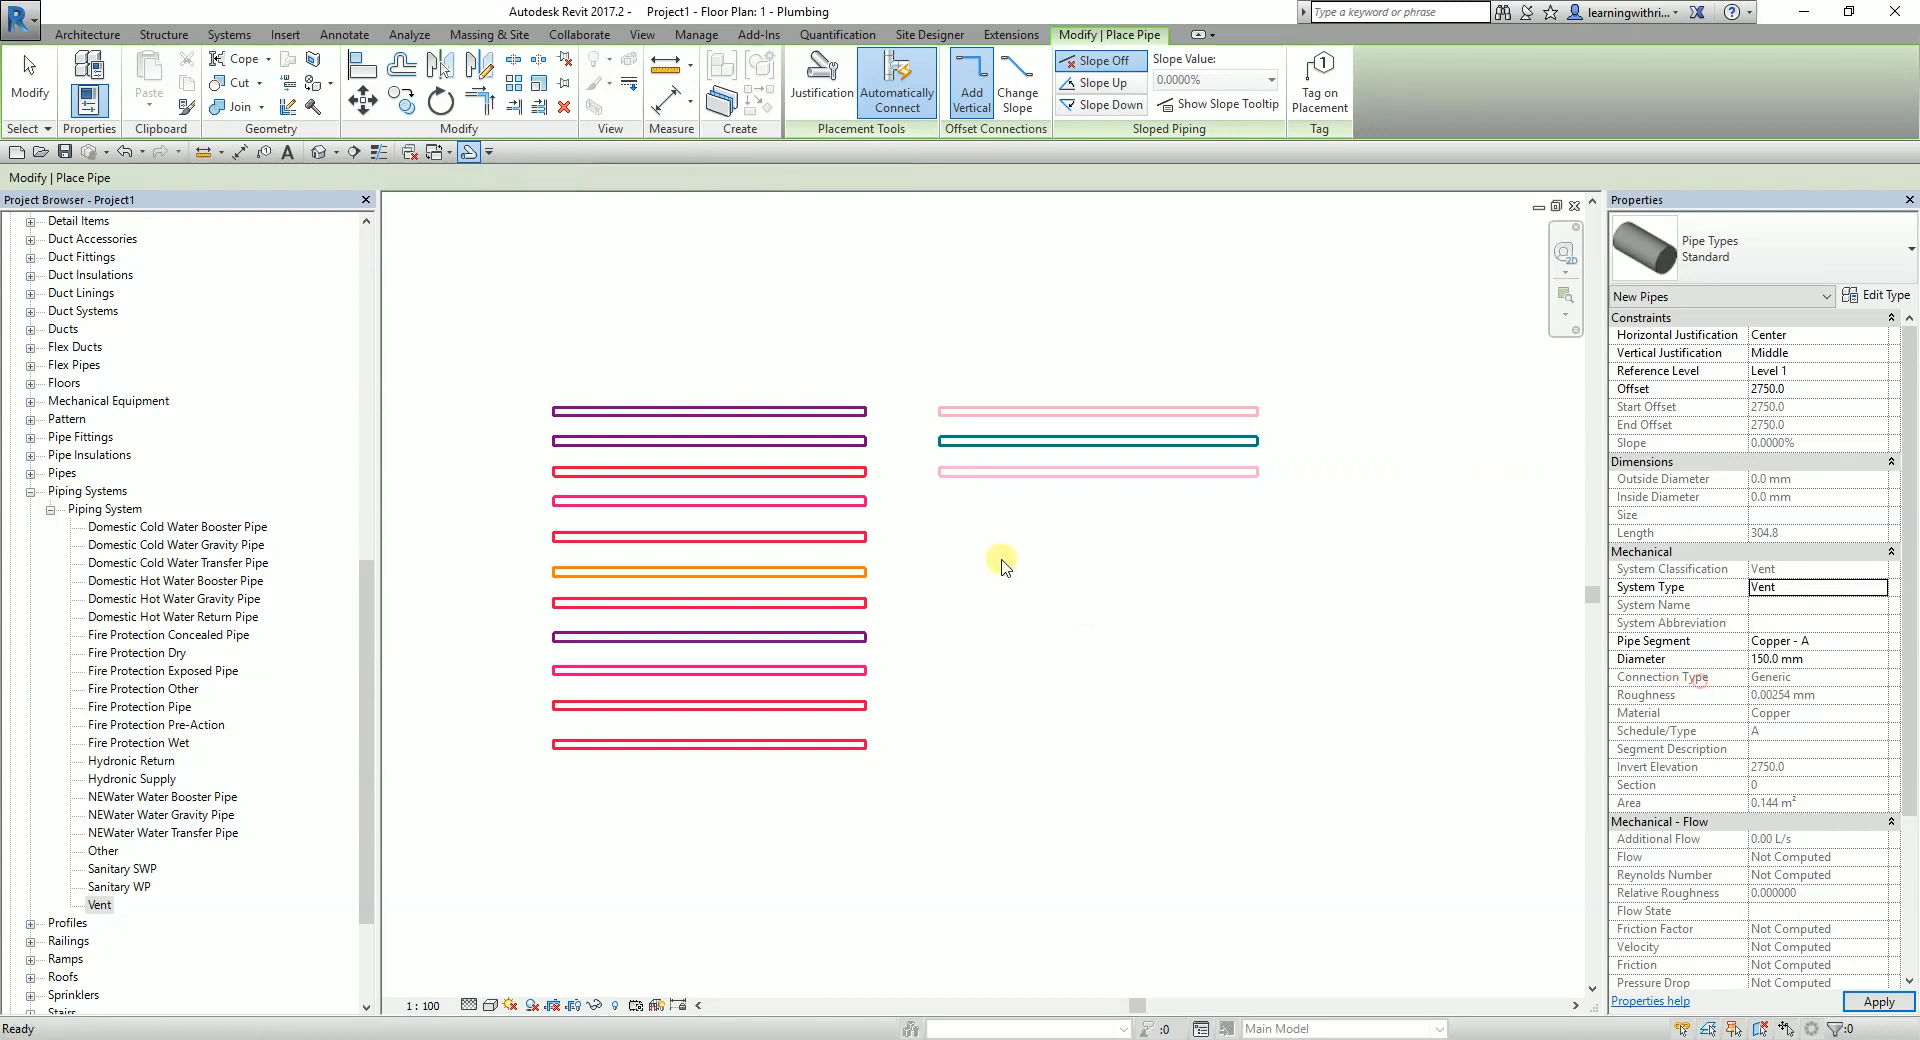 Autodesk Revit 2017.2 - Project1 - Floor Plan: 1 - Plumbing
Type a keyword or phrase
learningwithri...
Architecture Structure Systems Insert Annotate Analyze Massing & Site Collaborate View Manage Add-Ins Quantification Site Designer Extensions Modify | Place Pipe
Modify
Paste
Cope
Cut
Join
Justification
Automatically Connect
Add Vertical
Change Slope
Slope Off
Slope Up
Slope Down
Slope Value:
0.0000%
Show Slope Tooltip
Tag on Placement
Select Properties Clipboard Geometry Modify View Measure Create Placement Tools Offset Connections Sloped Piping Tag
Modify | Place Pipe
Project Browser - Project1
Detail Items
Duct Accessories
Duct Fittings
Duct Insulations
Duct Linings
Duct Systems
Ducts
Flex Ducts
Flex Pipes
Floors
Mechanical Equipment
Pattern
Pipe Fittings
Pipe Insulations
Pipes
Piping Systems
Piping System
Domestic Cold Water Booster Pipe
Domestic Cold Water Gravity Pipe
Domestic Cold Water Transfer Pipe
Domestic Hot Water Booster Pipe
Domestic Hot Water Gravity Pipe
Domestic Hot Water Return Pipe
Fire Protection Concealed Pipe
Fire Protection Dry
Fire Protection Exposed Pipe
Fire Protection Other
Fire Protection Pipe
Fire Protection Pre-Action
Fire Protection Wet
Hydronic Return
Hydronic Supply
NEWater Water Booster Pipe
NEWater Water Gravity Pipe
NEWater Water Transfer Pipe
Other
Sanitary SWP
Sanitary WP
Vent
Profiles
Railings
Ramps
Roofs
Sprinklers
Stairs
2D
Properties
Pipe Types
Standard
New Pipes
Edit Type
Constraints
Horizontal Justification Center
Vertical Justification Middle
Reference Level Level 1
Offset 2750.0
Start Offset 2750.0
End Offset 2750.0
Slope 0.0000%
Dimensions
Outside Diameter 0.0 mm
Inside Diameter 0.0 mm
Size
Length 304.8
Mechanical
System Classification Vent
System Type Vent
System Name
System Abbreviation
Pipe Segment Copper - A
Diameter 150.0 mm
Connection Type Generic
Roughness 0.00254 mm
Material Copper
Schedule/Type A
Segment Description
Invert Elevation 2750.0
Section 0
Area 0.144 m²
Mechanical - Flow
Additional Flow 0.00 L/s
Flow Not Computed
Reynolds Number Not Computed
Relative Roughness 0.000000
Flow State
Friction Factor Not Computed
Velocity Not Computed
Friction Not Computed
Pressure Drop Not Computed
Properties help
Apply
1 : 100
Ready
:0
Main Model
:0